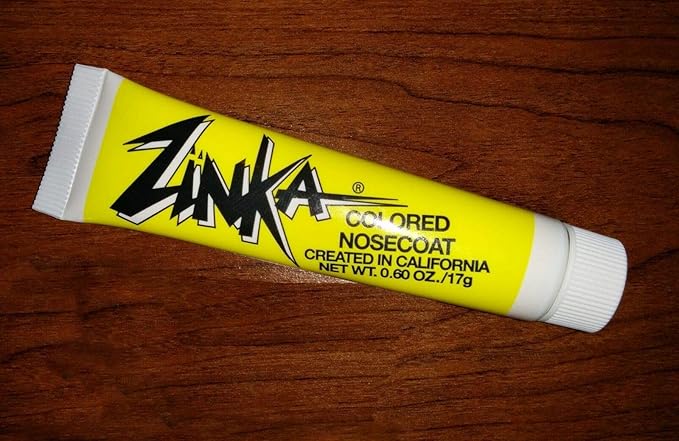 ZINKA®
COLORED
NOSECOAT
CREATED IN CALIFORNIA
NET WT. 0.60 OZ./17g